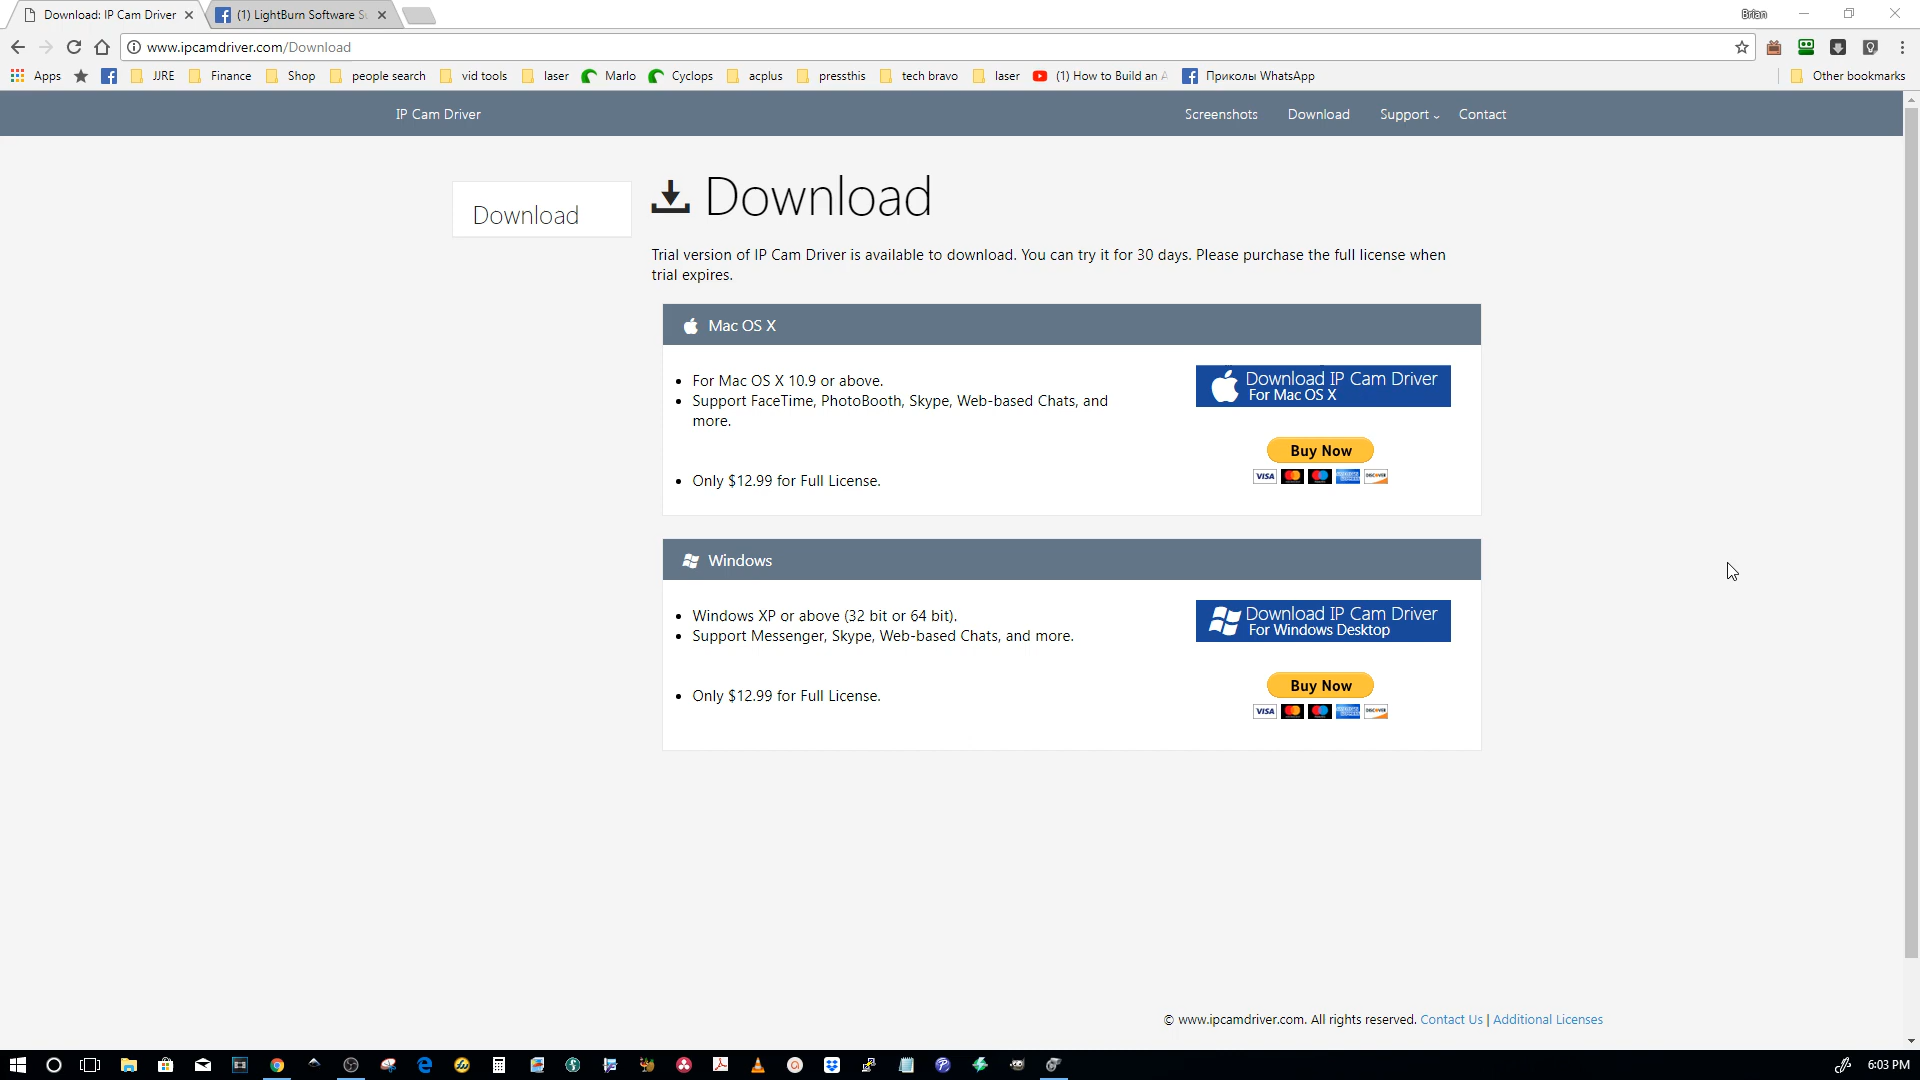 Download: IP Cam Driver
(1) LightBurn Software S
Brian
www.ipcamdriver.com/Download
Apps
JJRE
Finance
Shop
people search
vid tools
laser
Marlo
Cyclops
acplus
pressthis
tech bravo
laser
(1) How to Build an A
Приколы WhatsApp
Other bookmarks
IP Cam Driver
Screenshots
Download
Support
Contact
Download
Download
Trial version of IP Cam Driver is available to download. You can try it for 30 days. Please purchase the full license when
trial expires.
Mac OS X
For Mac OS X 10.9 or above.
Support FaceTime, PhotoBooth, Skype, Web-based Chats, and
more.
Only $12.99 for Full License.
Download IP Cam Driver
For Mac OS X
Buy Now
VISA
DISCOVER
Windows
Windows XP or above (32 bit or 64 bit).
Support Messenger, Skype, Web-based Chats, and more.
Only $12.99 for Full License.
Download IP Cam Driver
For Windows Desktop
Buy Now
VISA
DISCOVER
© www.ipcamdriver.com. All rights reserved. Contact Us | Additional Licenses
6:03 PM